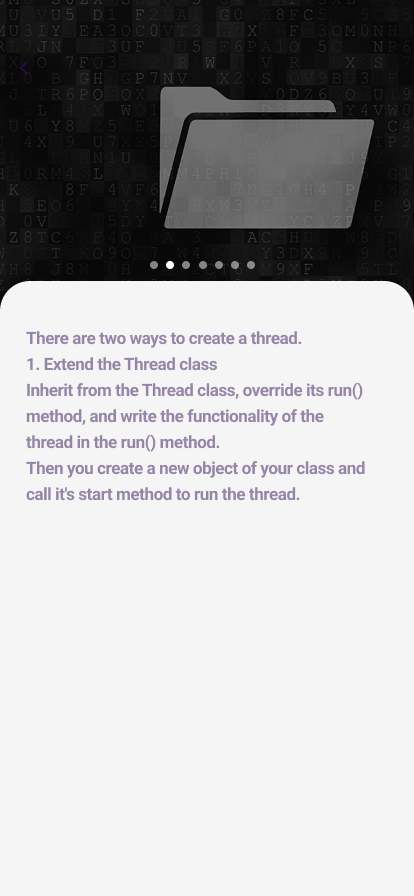 There are two ways to create a thread.
1. Extend the Thread class
Inherit from the Thread class, override its run()
method, and write the functionality of the
thread in the run() method.
Then you create a new object of your class and
call it's start method to run the thread.